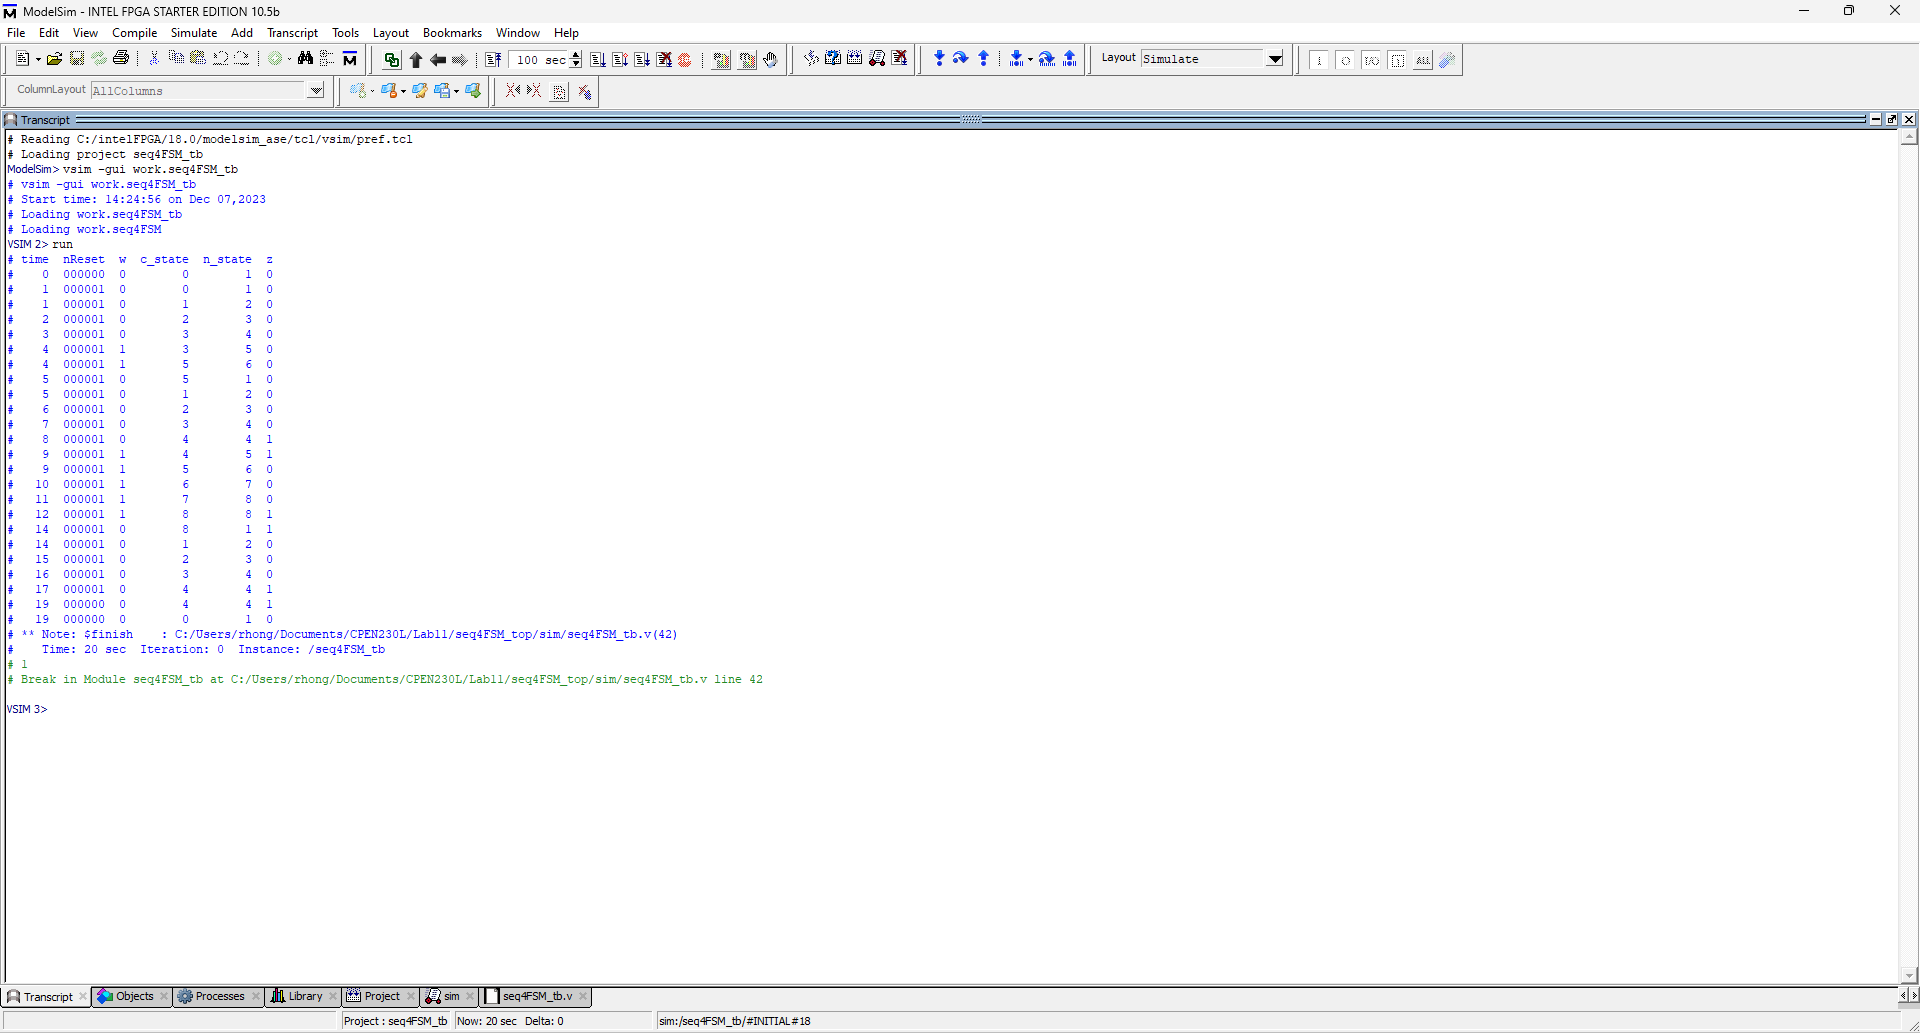 ModelSim - INTEL FPGA STARTER EDITION 10.5b
File Edit View Compile Simulate Add Transcript Tools Layout Bookmarks Window Help
100 sec
Layout Simulate
ALL
ColumnLayout AllColumns
Transcript
# Reading C:/intelFPGA/18.0/modelsim_ase/tcl/vsim/pref.tcl
# Loading project seq4FSM_tb
ModelSim> vsim -gui work.seq4FSM_tb
# vsim -gui work.seq4FSM_tb
# Start time: 14:24:56 on Dec 07,2023
# Loading work.seq4FSM_tb
# Loading work.seq4FSM
VSIM 2> run
# time  nReset  w  c_state  n_state  z
#    0  000000  0        0        1  0
#    1  000001  0        0        1  0
#    1  000001  0        1        2  0
#    2  000001  0        2        3  0
#    3  000001  0        3        4  0
#    4  000001  1        3        5  0
#    4  000001  1        5        6  0
#    5  000001  0        5        1  0
#    5  000001  0        1        2  0
#    6  000001  0        2        3  0
#    7  000001  0        3        4  0
#    8  000001  0        4        4  1
#    9  000001  1        4        5  1
#    9  000001  1        5        6  0
#   10  000001  1        6        7  0
#   11  000001  1        7        8  0
#   12  000001  1        8        8  1
#   14  000001  0        8        1  1
#   14  000001  0        1        2  0
#   15  000001  0        2        3  0
#   16  000001  0        3        4  0
#   17  000001  0        4        4  1
#   19  000000  0        4        4  1
#   19  000000  0        0        1  0
# ** Note: $finish    : C:/Users/rhong/Documents/CPEN230L/Lab11/seq4FSM_top/sim/seq4FSM_tb.v(42)
#    Time: 20 sec  Iteration: 0  Instance: /seq4FSM_tb
# 1
# Break in Module seq4FSM_tb at C:/Users/rhong/Documents/CPEN230L/Lab11/seq4FSM_top/sim/seq4FSM_tb.v line 42
VSIM 3>
Transcript Objects Processes Library Project sim seq4FSM_tb.v
Project : seq4FSM_tb Now: 20 sec Delta: 0 sim:/seq4FSM_tb/#INITIAL#18